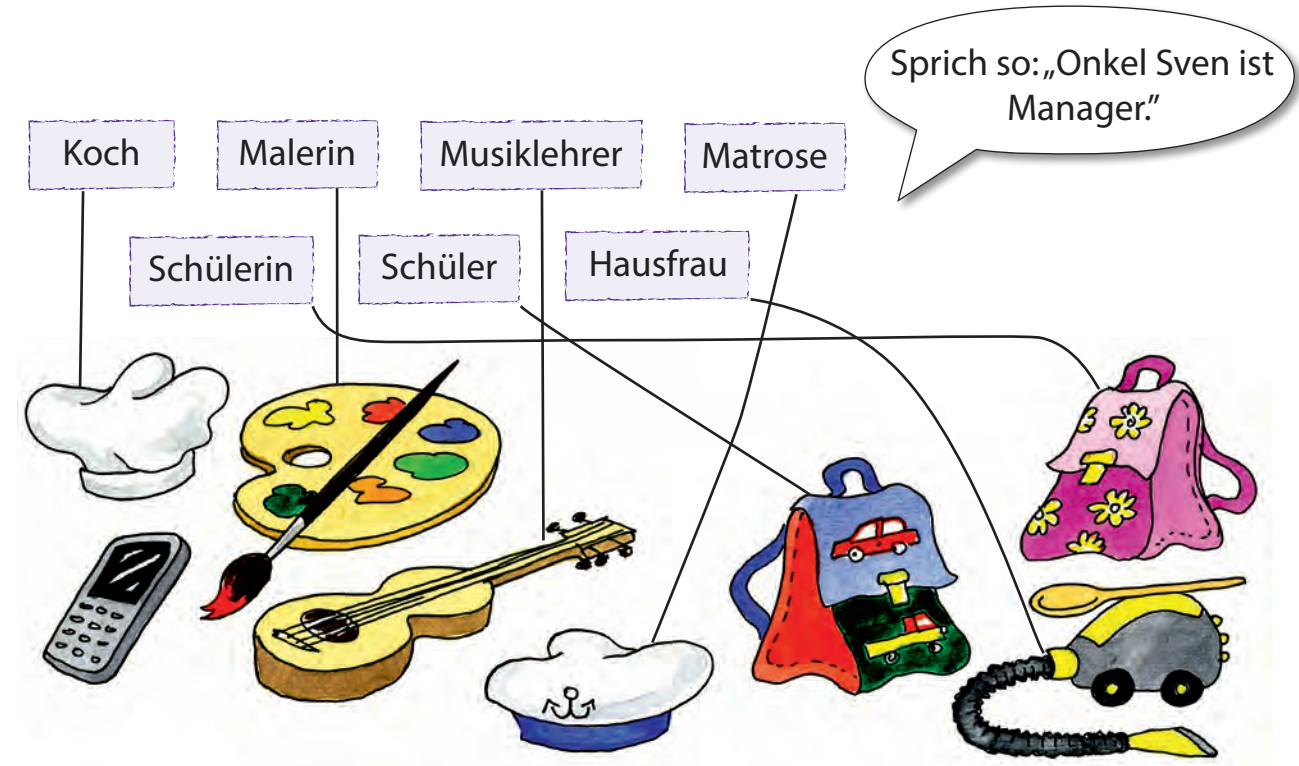 Sprich so: „Onkel Sven ist
Manager.”
Koch
Malerin
Musiklehrer
Matrose
Schülerin
Schüler
Hausfrau